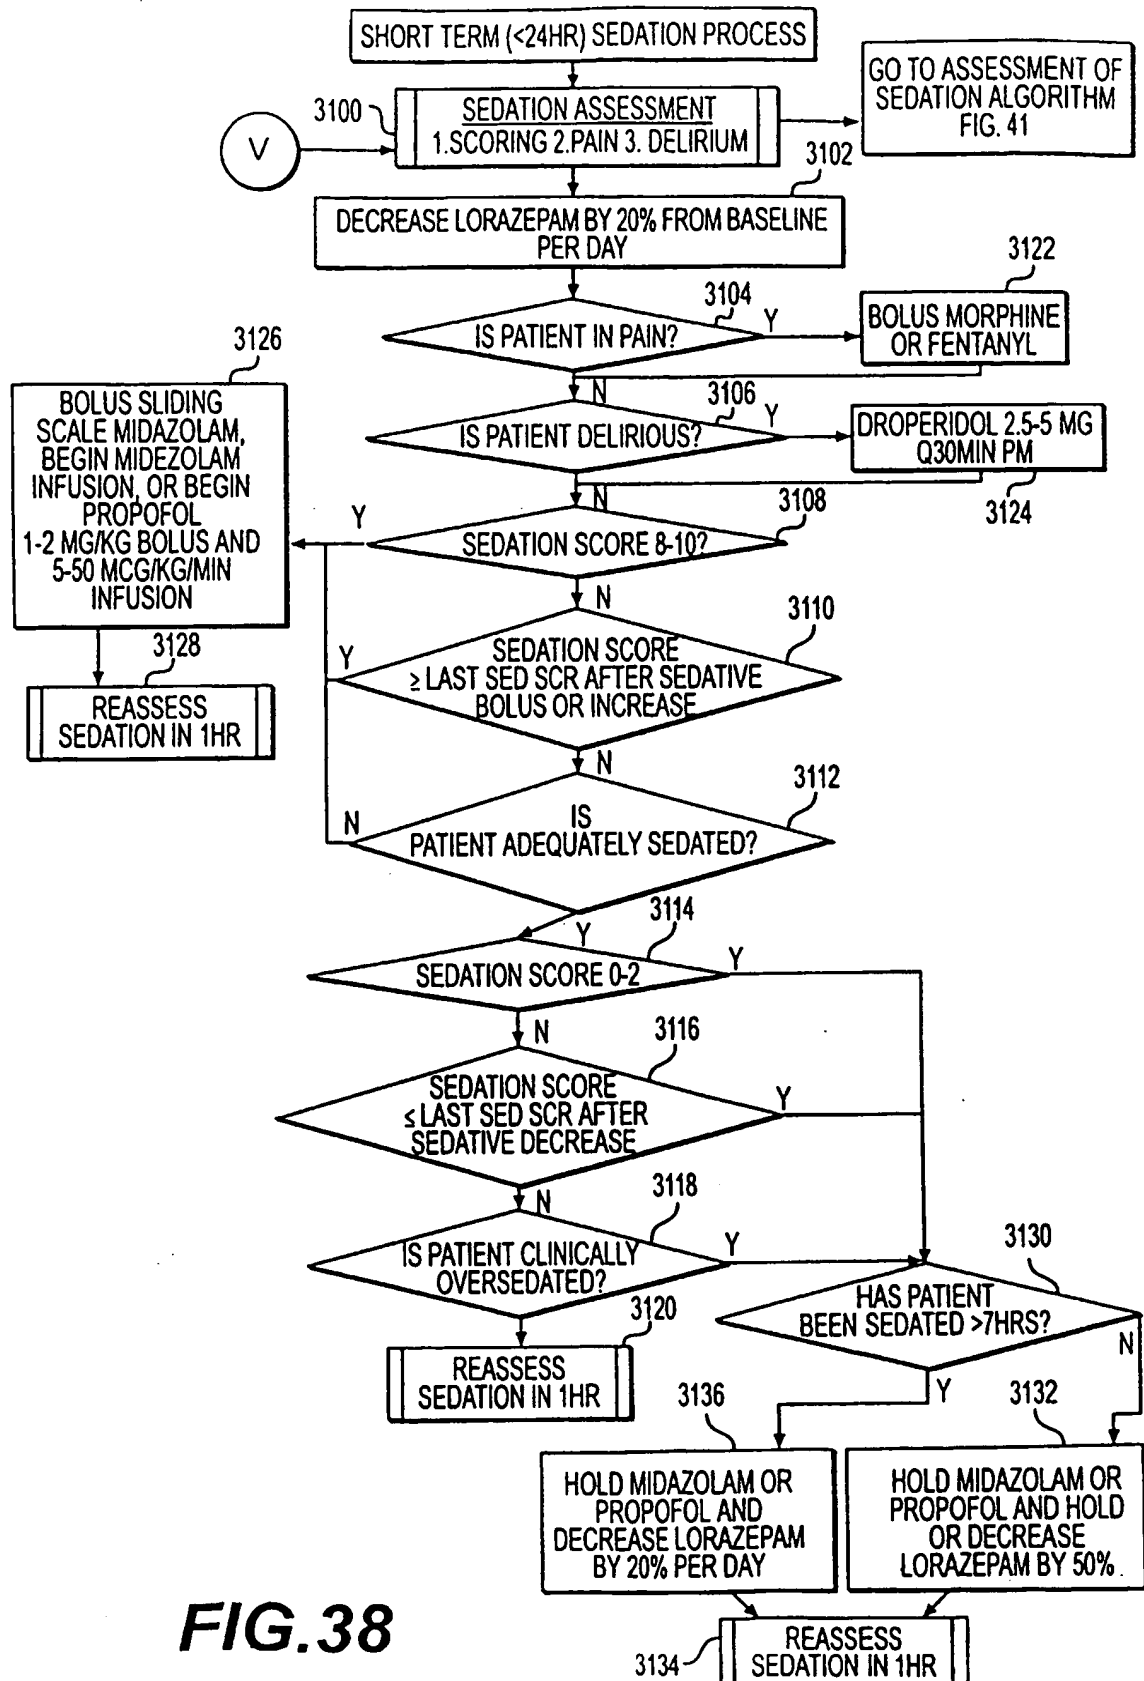 SHORT TERM (<24HR) SEDATION PROCESS
GO TO ASSESSMENT OF
SEDATION ALGORITHM
FIG. 41
3100
SEDATION ASSESSMENT
1.SCORING 2.PAIN 3. DELIRIUM
V
3102
DECREASE LORAZEPAM BY 20% FROM BASELINE
PER DAY
3104
IS PATIENT IN PAIN?
Y
3122
BOLUS MORPHINE
OR FENTANYL
N
3106
IS PATIENT DELIRIOUS?
Y
DROPERIDOL 2.5-5 MG
Q30MIN PM
3124
N
3108
SEDATION SCORE 8-10?
Y
3126
BOLUS SLIDING
SCALE MIDAZOLAM,
BEGIN MIDEZOLAM
INFUSION, OR BEGIN
PROPOFOL
1-2 MG/KG BOLUS AND
5-50 MCG/KG/MIN
INFUSION
3128
REASSESS
SEDATION IN 1HR
N
3110
SEDATION SCORE
≥ LAST SED SCR AFTER SEDATIVE
BOLUS OR INCREASE
Y
N
3112
IS
PATIENT ADEQUATELY SEDATED?
N
Y
3114
SEDATION SCORE 0-2
Y
N
3116
SEDATION SCORE
≤ LAST SED SCR AFTER
SEDATIVE DECREASE
Y
N
3118
IS PATIENT CLINICALLY
OVERSEDATED?
Y
3120
REASSESS
SEDATION IN 1HR
3130
HAS PATIENT
BEEN SEDATED >7HRS?
N
Y
3136
HOLD MIDAZOLAM OR
PROPOFOL AND
DECREASE LORAZEPAM
BY 20% PER DAY
3132
HOLD MIDAZOLAM OR
PROPOFOL AND HOLD
OR DECREASE
LORAZEPAM BY 50%
3134
REASSESS
SEDATION IN 1HR
FIG.38